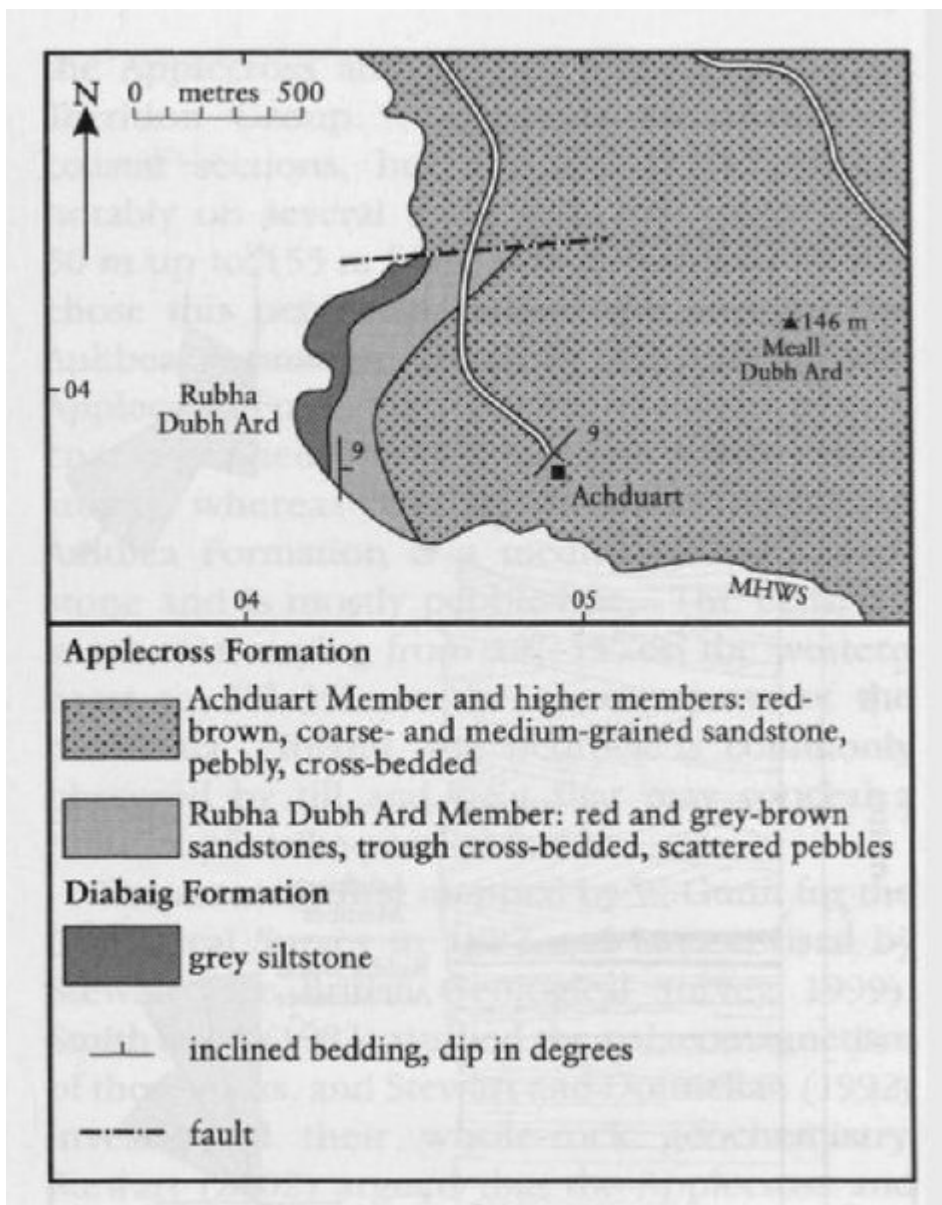 N 0 metres 500
146 m
Meall
Dubh Ard
04
Rubha
Dubh Ard
9
9
Achduart
MHWS
04 05
Applecross Formation
Achduart Member and higher members: red-
brown, coarse- and medium-grained sandstone,
pebbly, cross-bedded
Rubha Dubh Ard Member: red and grey-brown
sandstones, trough cross-bedded, scattered pebbles
Diabaig Formation
grey siltstone
inclined bedding, dip in degrees
fault